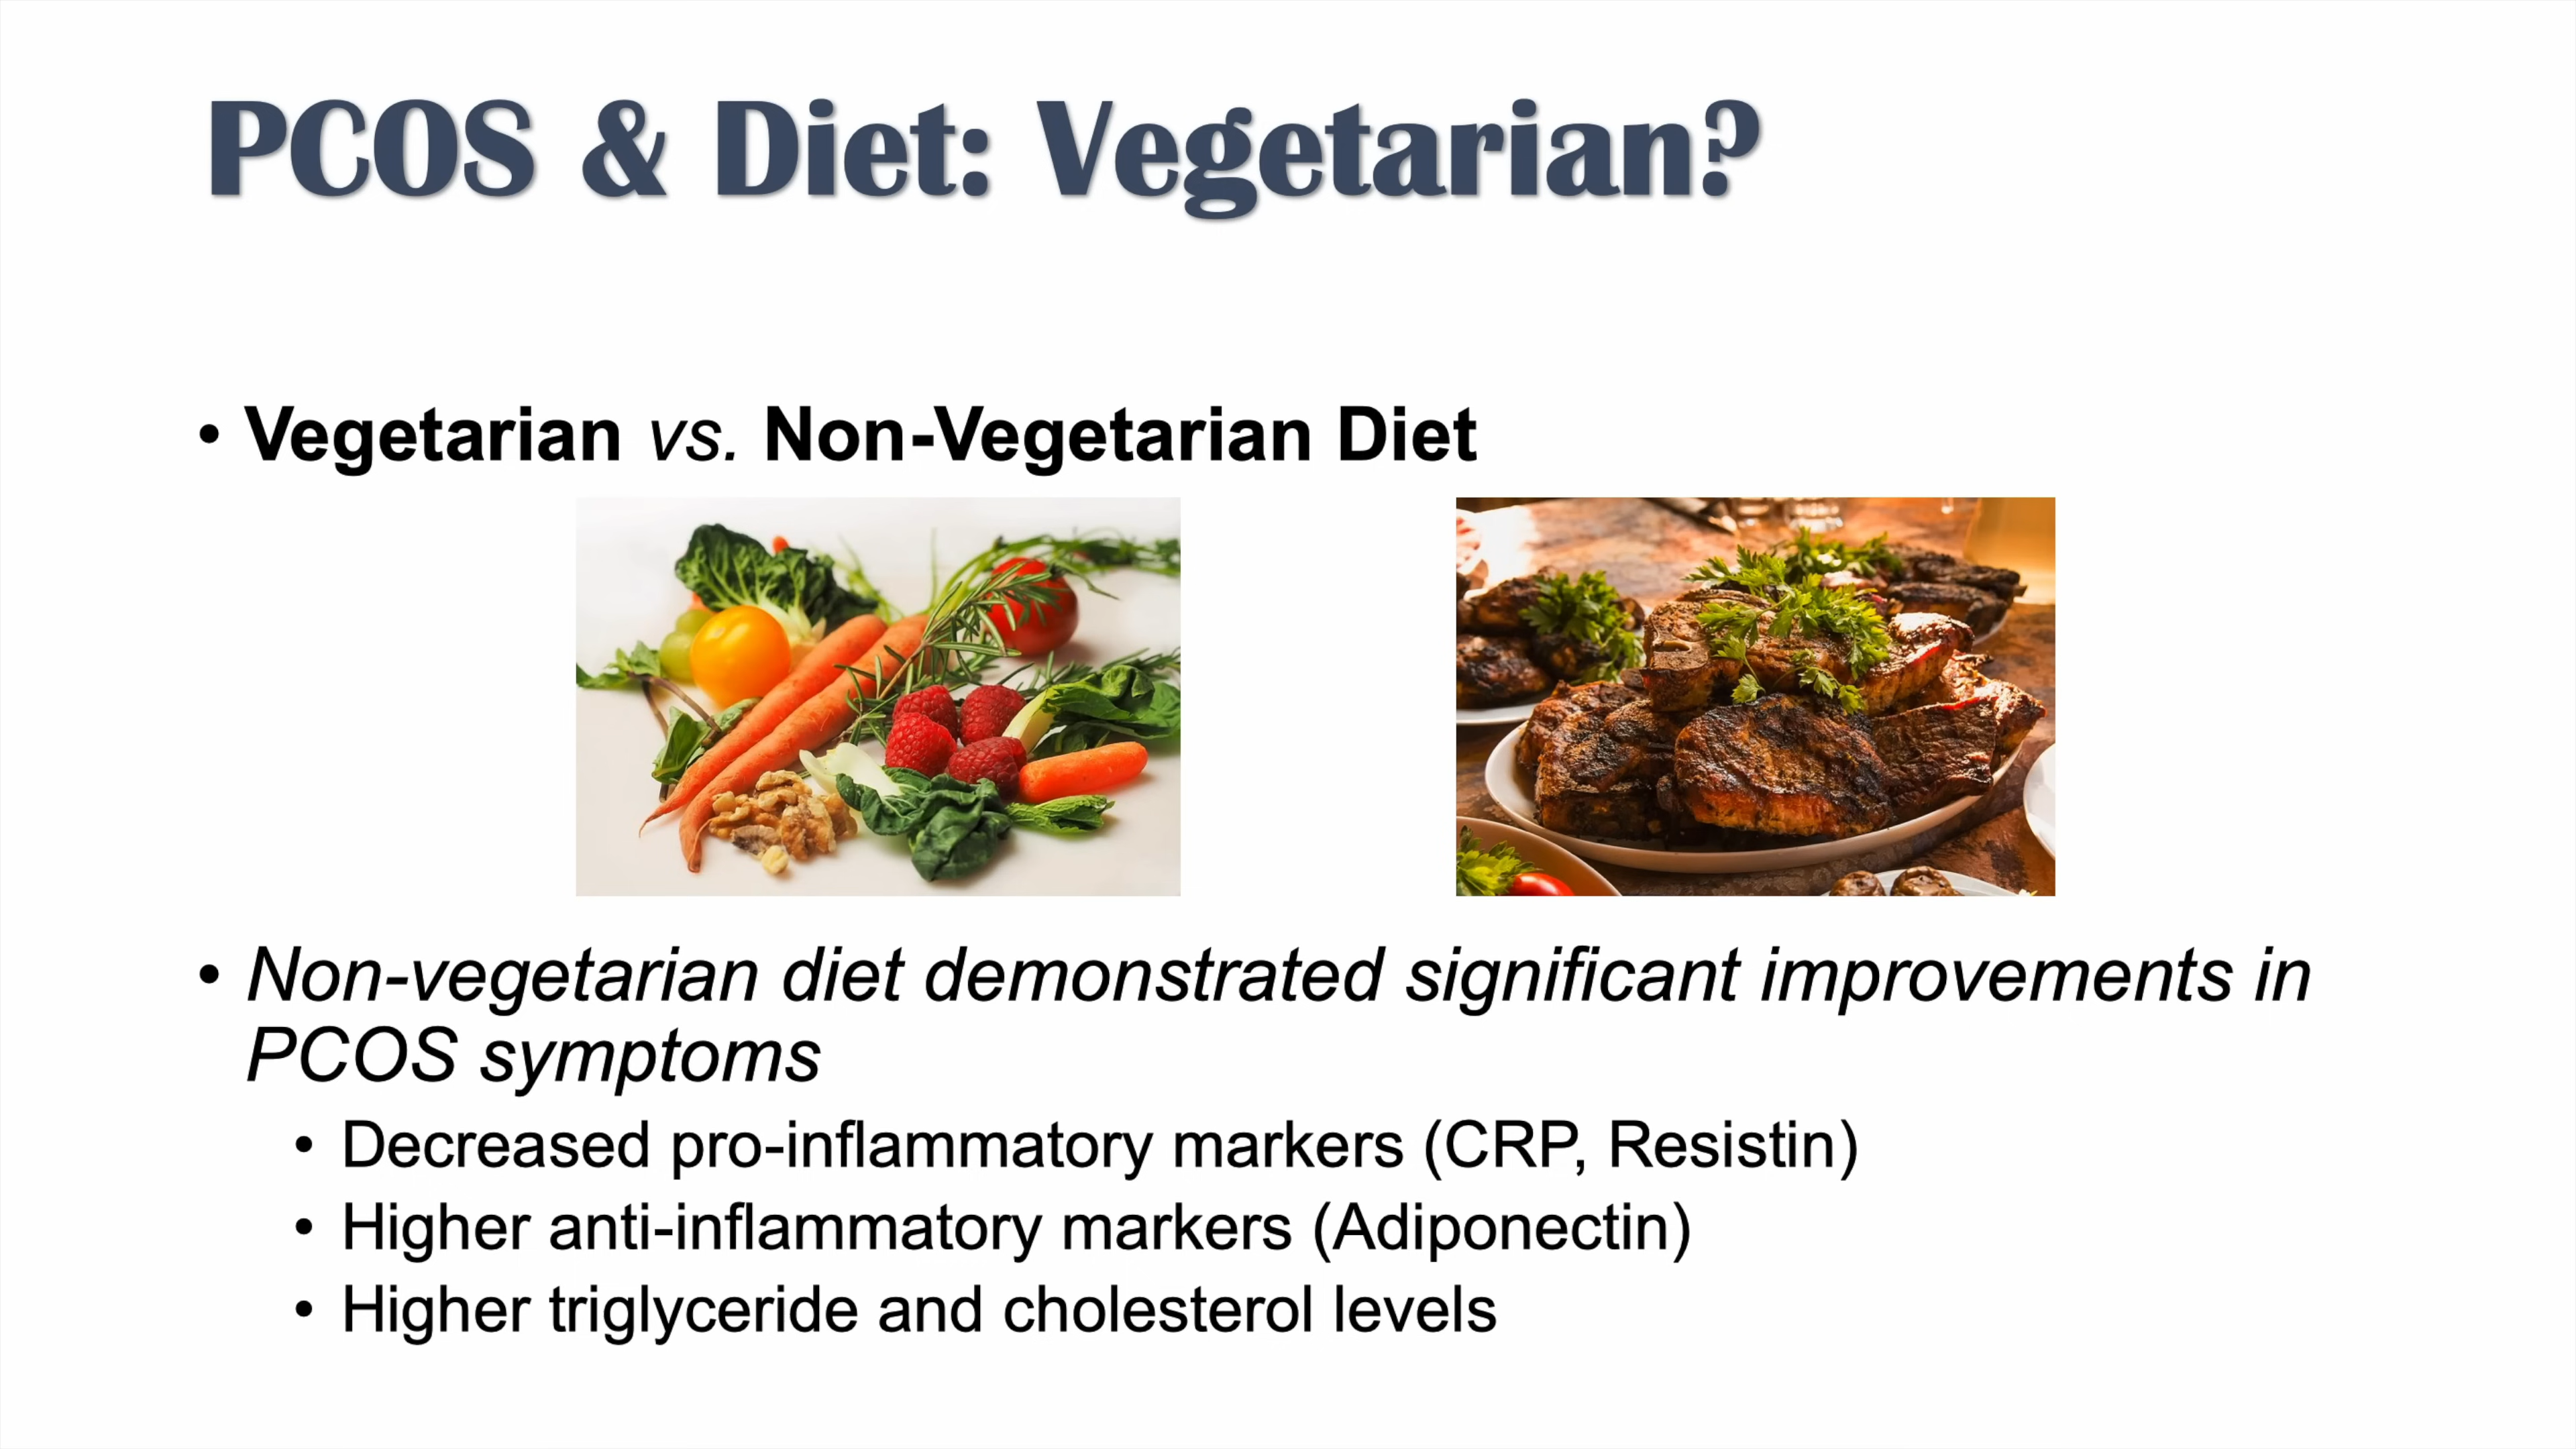 PCOS & Diet: Vegetarian?
• Vegetarian vs. Non-Vegetarian Diet
• Non-vegetarian diet demonstrated significant improvements in
PCOS symptoms
• Decreased pro-inflammatory markers (CRP, Resistin)
• Higher anti-inflammatory markers (Adiponectin)
• Higher triglyceride and cholesterol levels